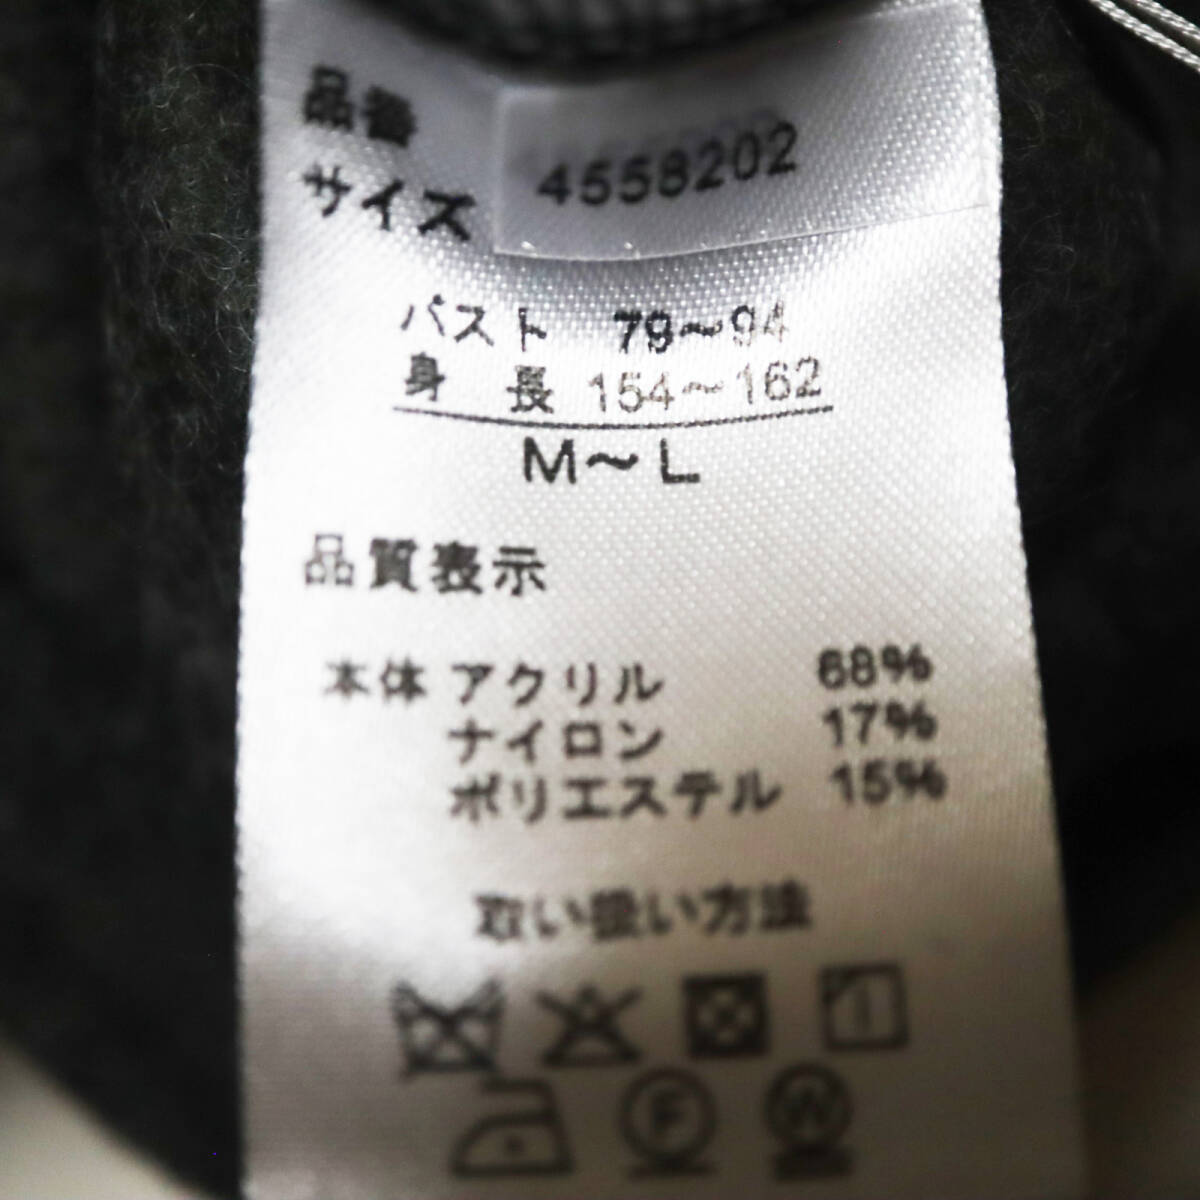 品番 4558202
サイズ
バスト 79～94
身長 154～162
M～L
品質表示
本体 アクリル 68%
ナイロン 17%
ポリエステル 15%
取い扱い方法
F W